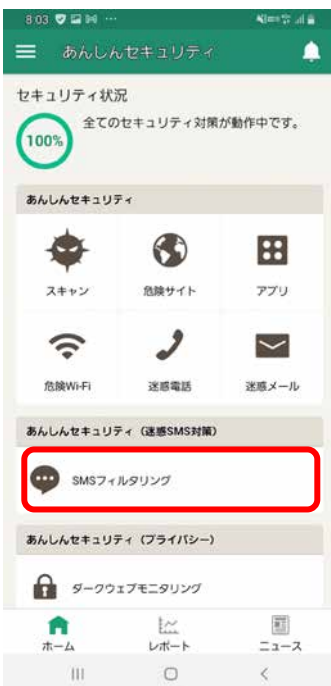 8:03
あんしんセキュリティ
セキュリティ状況
100%
全てのセキュリティ対策が動作中です。
あんしんセキュリティ
スキャン
危険サイト
アプリ
危険Wi-Fi
迷惑電話
迷惑メール
あんしんセキュリティ（迷惑SMS対策）
SMSフィルタリング
あんしんセキュリティ（プライバシー）
ダークウェブモニタリング
ホーム
レポート
ニュース